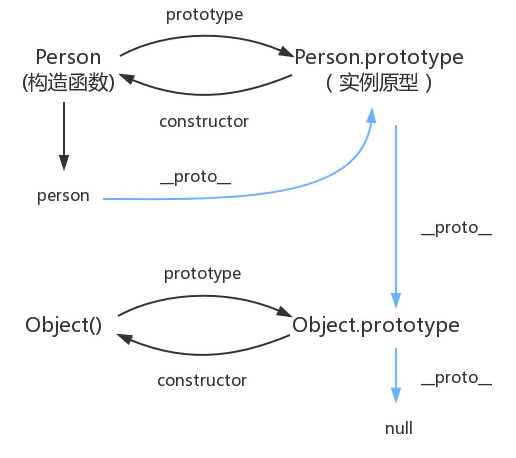 prototype
Person
(构造函数)
Person.prototype
(实例原型)
constructor
__proto__
person
__proto__
prototype
Object()
Object.prototype
constructor
__proto__
null